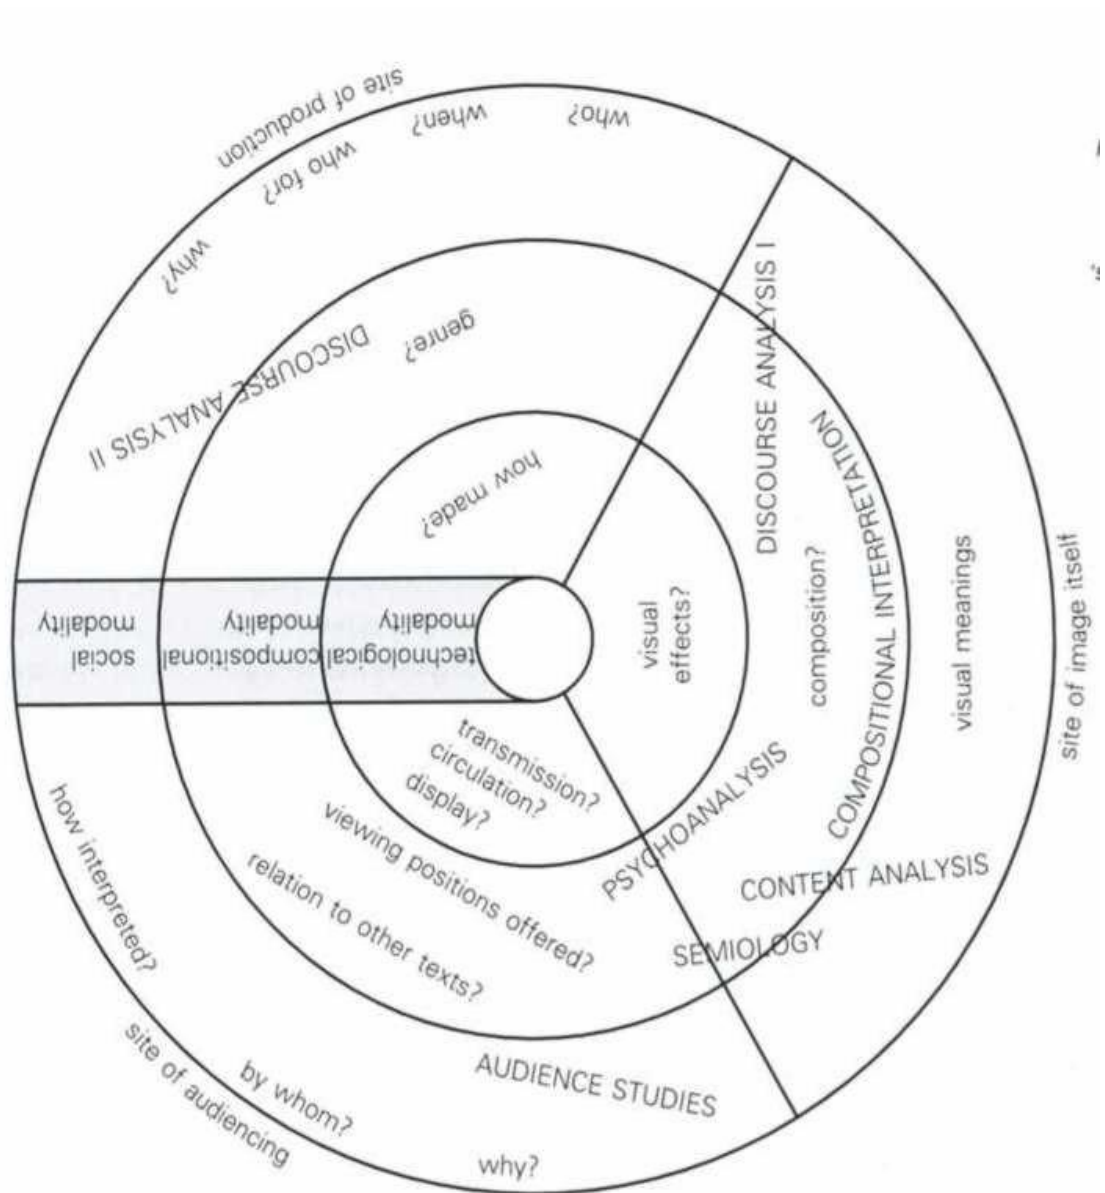 site of production
who?
when?
who for?
why?
genre?
DISCOURSE ANALYSIS II
how made?
DISCOURSE ANALYSIS I
COMPOSITIONAL INTERPRETATION
composition?
visual
effects?
visual meanings
site of image itself
technological
modality
compositional
modality
social
modality
transmission?
circulation?
display?
viewing positions offered?
relation to other texts?
PSYCHOANALYSIS
CONTENT ANALYSIS
SEMIOLOGY
AUDIENCE STUDIES
how interpreted?
by whom?
why?
site of audiencing